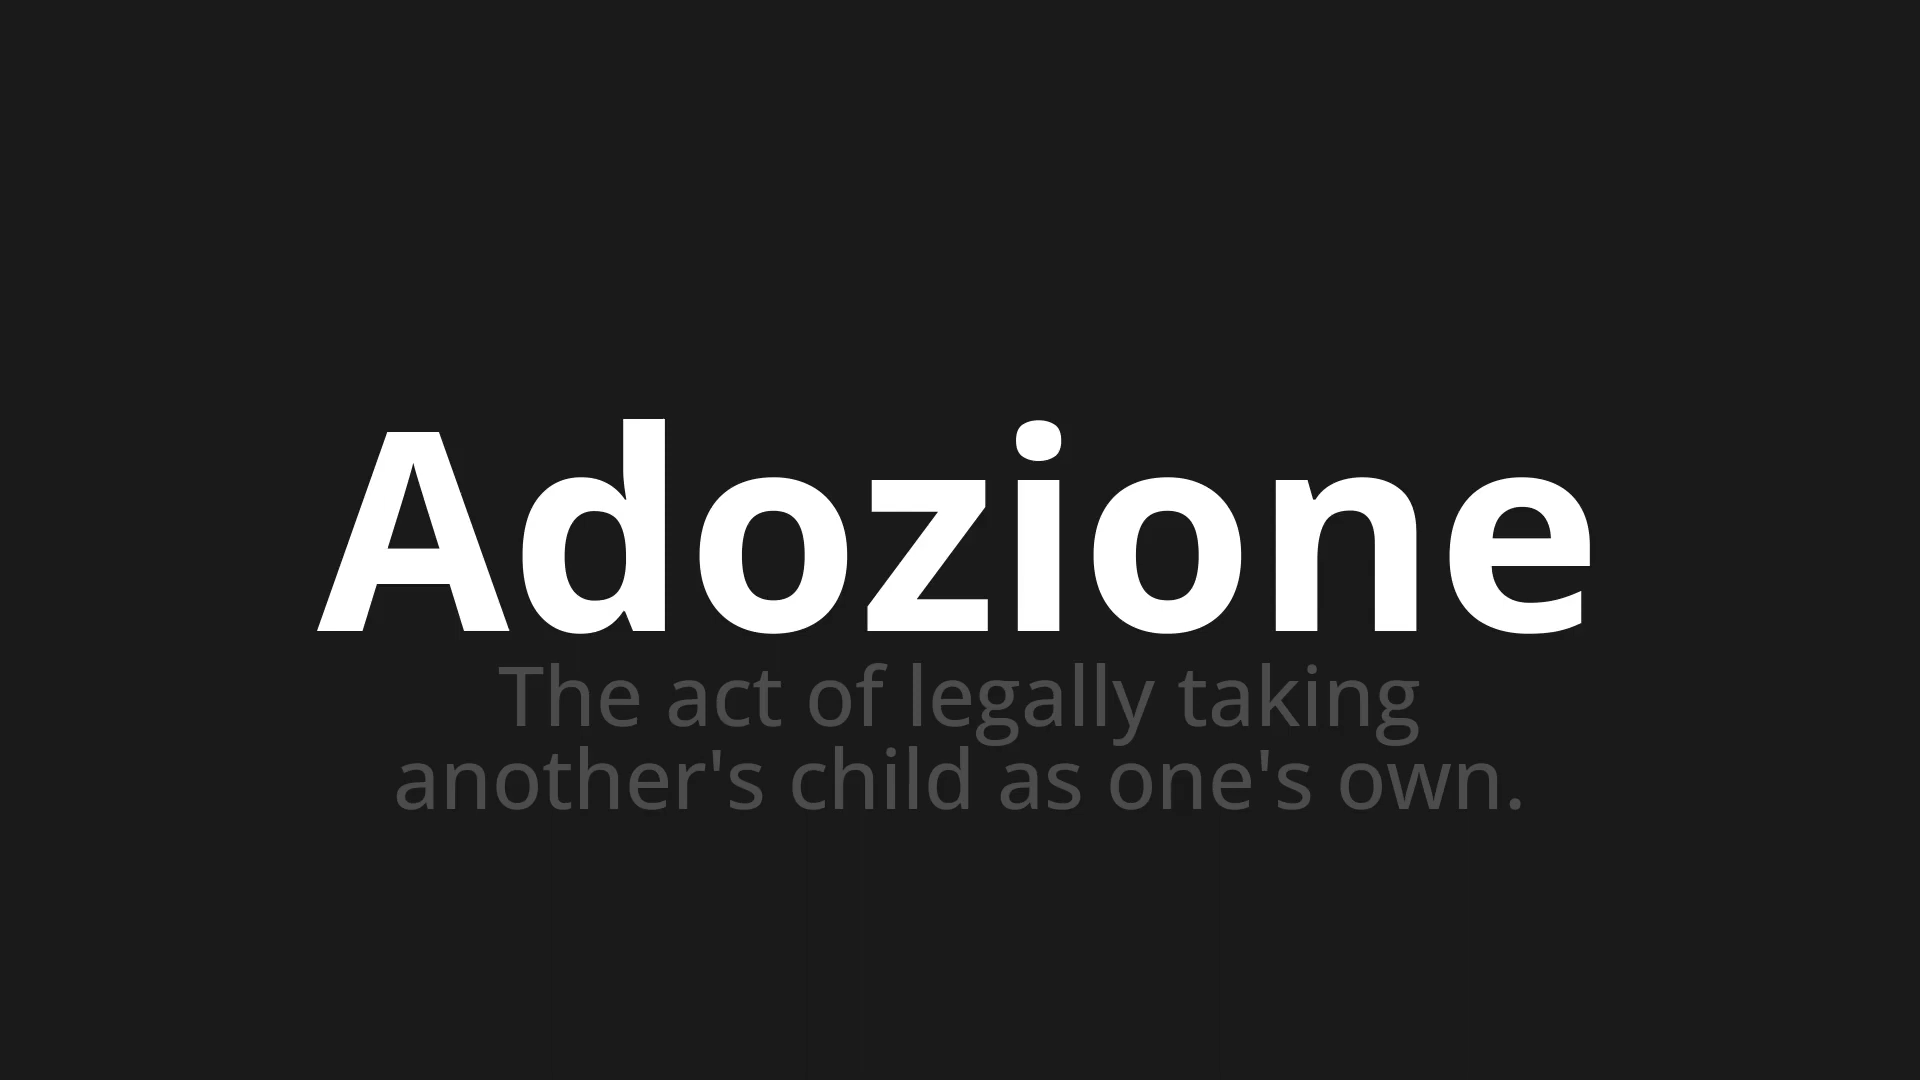 Adozione
The act of legally taking
another's child as one's own.